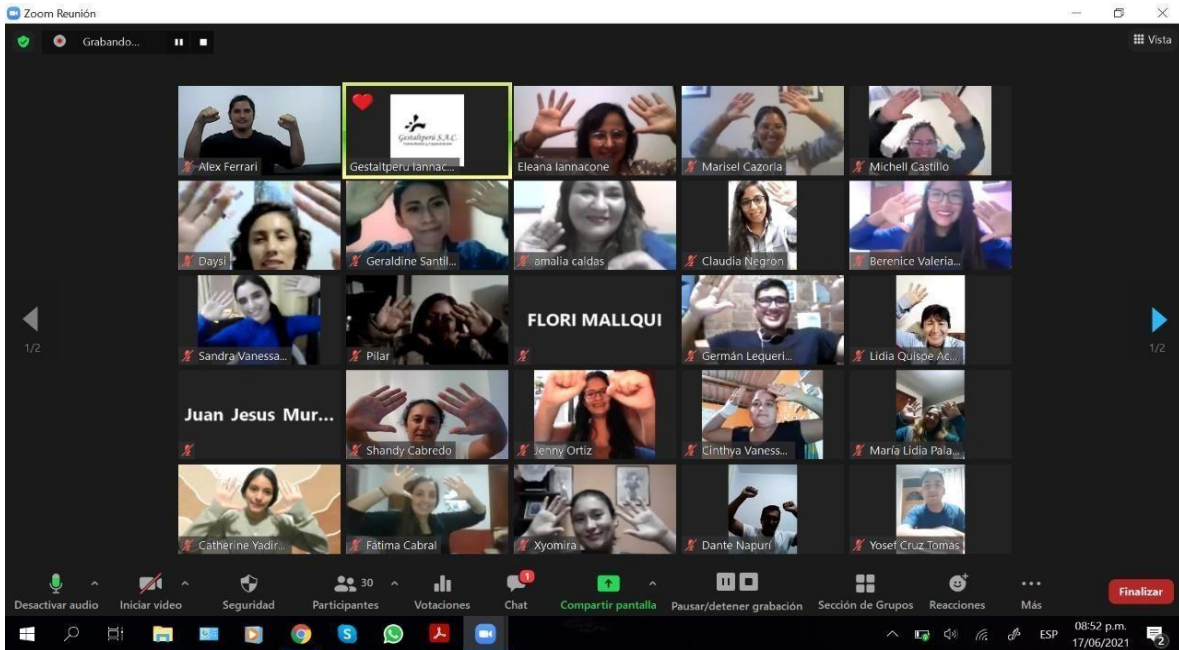 Zoom Reunión
Grabando...
Vista
Alex Ferrari
Gestaltperú S.A.C.
Gestaltperu Iannac...
Eleana Iannacone
Marisel Cazorla
Michell Castillo
Daysi
Geraldine Santil...
amalia caldas
Claudia Negron
Berenice Valeria...
Sandra Vanessa...
Pilar
FLORI MALLQUI
Germán Lequeri...
Lidia Quispe Ac...
1/2
1/2
Juan Jesus Mur...
Shandy Cabredo
Jenny Ortiz
Cinthya Vaness...
María Lidia Pala...
Catherine Yadir...
Fátima Cabral
Xyomira
Dante Napurí
Yosef Cruz Tomas
30
1
Desactivar audio
Iniciar video
Seguridad
Participantes
Votaciones
Chat
Compartir pantalla
Pausar/detener grabación
Sección de Grupos
Reacciones
Más
Finalizar
ESP
08:52 p.m.
17/06/2021
2